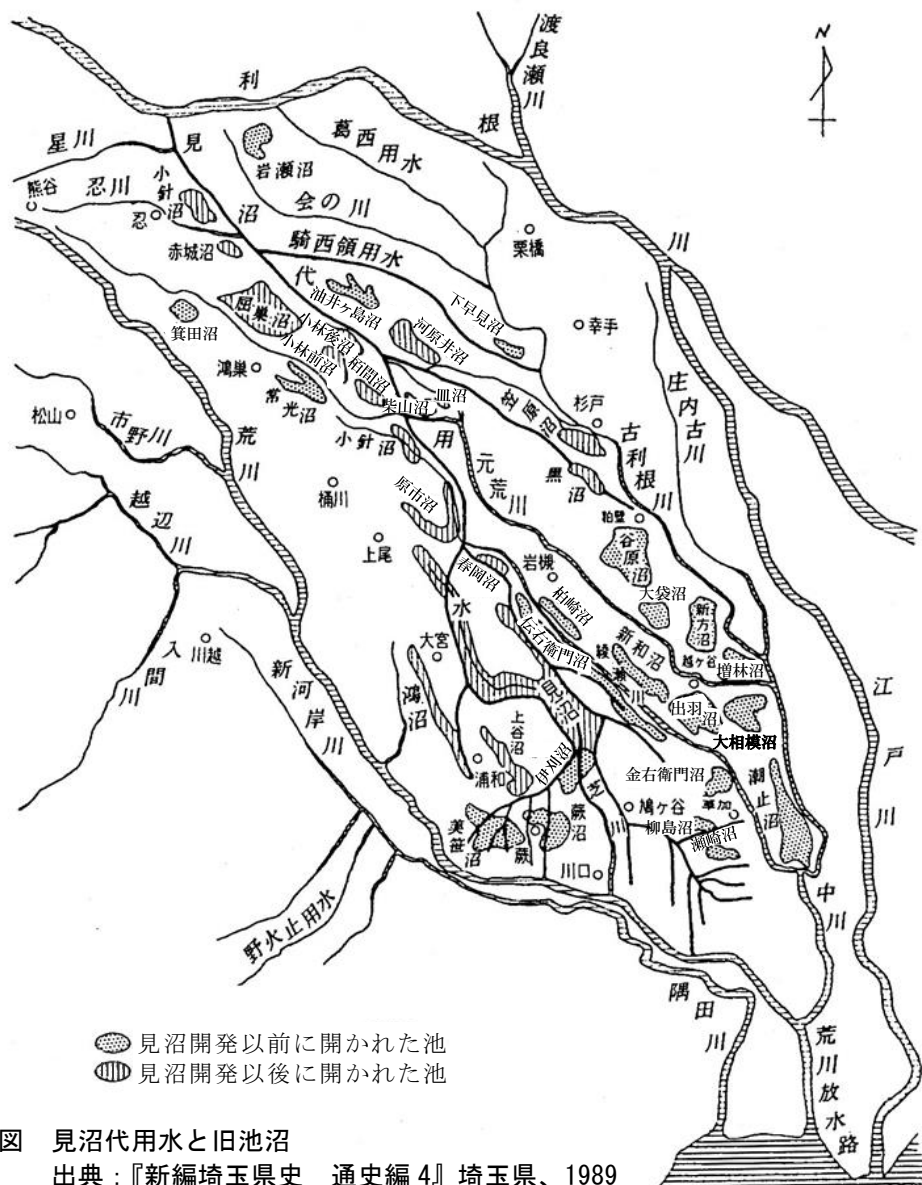 渡良瀬川
N
利
根
川
星川
見
沼
代
用
水
岩瀬沼
葛西用水
熊谷
忍川
小針沼
忍
会の川
赤城沼
騎西領用水
栗橋
箕田沼
屈巣沼
油井ヶ島沼
下早見沼
幸手
小林後沼
河原井沼
庄内古川
鴻巣
小林前沼
栢間沼
常光沼
柴山沼
皿沼
笠原沼
杉戸
松山
市野川
荒川
小針沼
古利根川
黒沼
元荒川
桶川
原市沼
粕壁
越辺川
谷原沼
上尾
岩槻
春岡沼
柏崎沼
大袋沼
新方沼
川越
入間川
新河岸川
大宮
伝右衛門沼
新和沼
綾瀬川
越ヶ谷
増林沼
鴻沼
見沼
出羽沼
大相模沼
江戸川
上谷沼
浦和
伊刈沼
金右衛門沼
草加
潮止沼
芝川
鳩ヶ谷
美笹沼
蕨
蕨沼
柳島沼
瀬崎沼
川口
中川
野火止用水
隅田川
荒川放水路
見沼開発以前に開かれた池
見沼開発以後に開かれた池
図 見沼代用水と旧池沼
出典：『新編埼玉県史 通史編4』埼玉県、1989